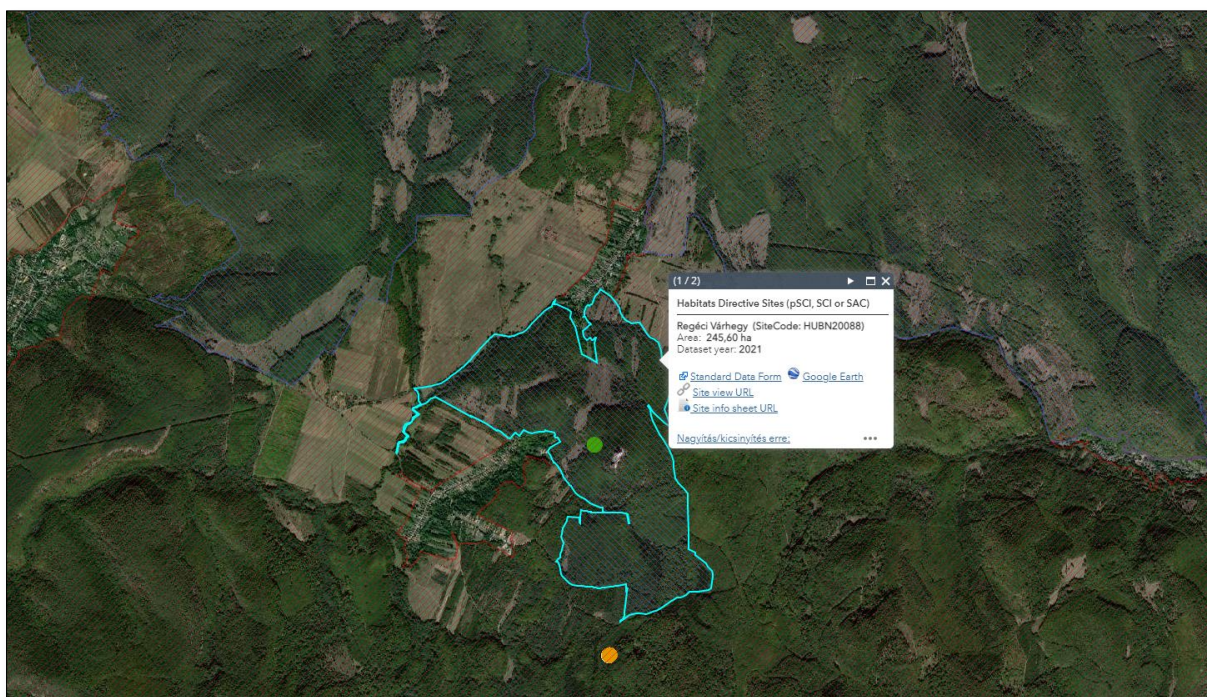 (1 / 2)
Habitats Directive Sites (pSCI, SCI or SAC)
Regéci Várhegy (SiteCode: HUBN20088)
Area: 245,60 ha
Dataset year: 2021
Standard Data Form Google Earth
Site view URL
Site info sheet URL
Nagyítás/kicsinyítés erre: